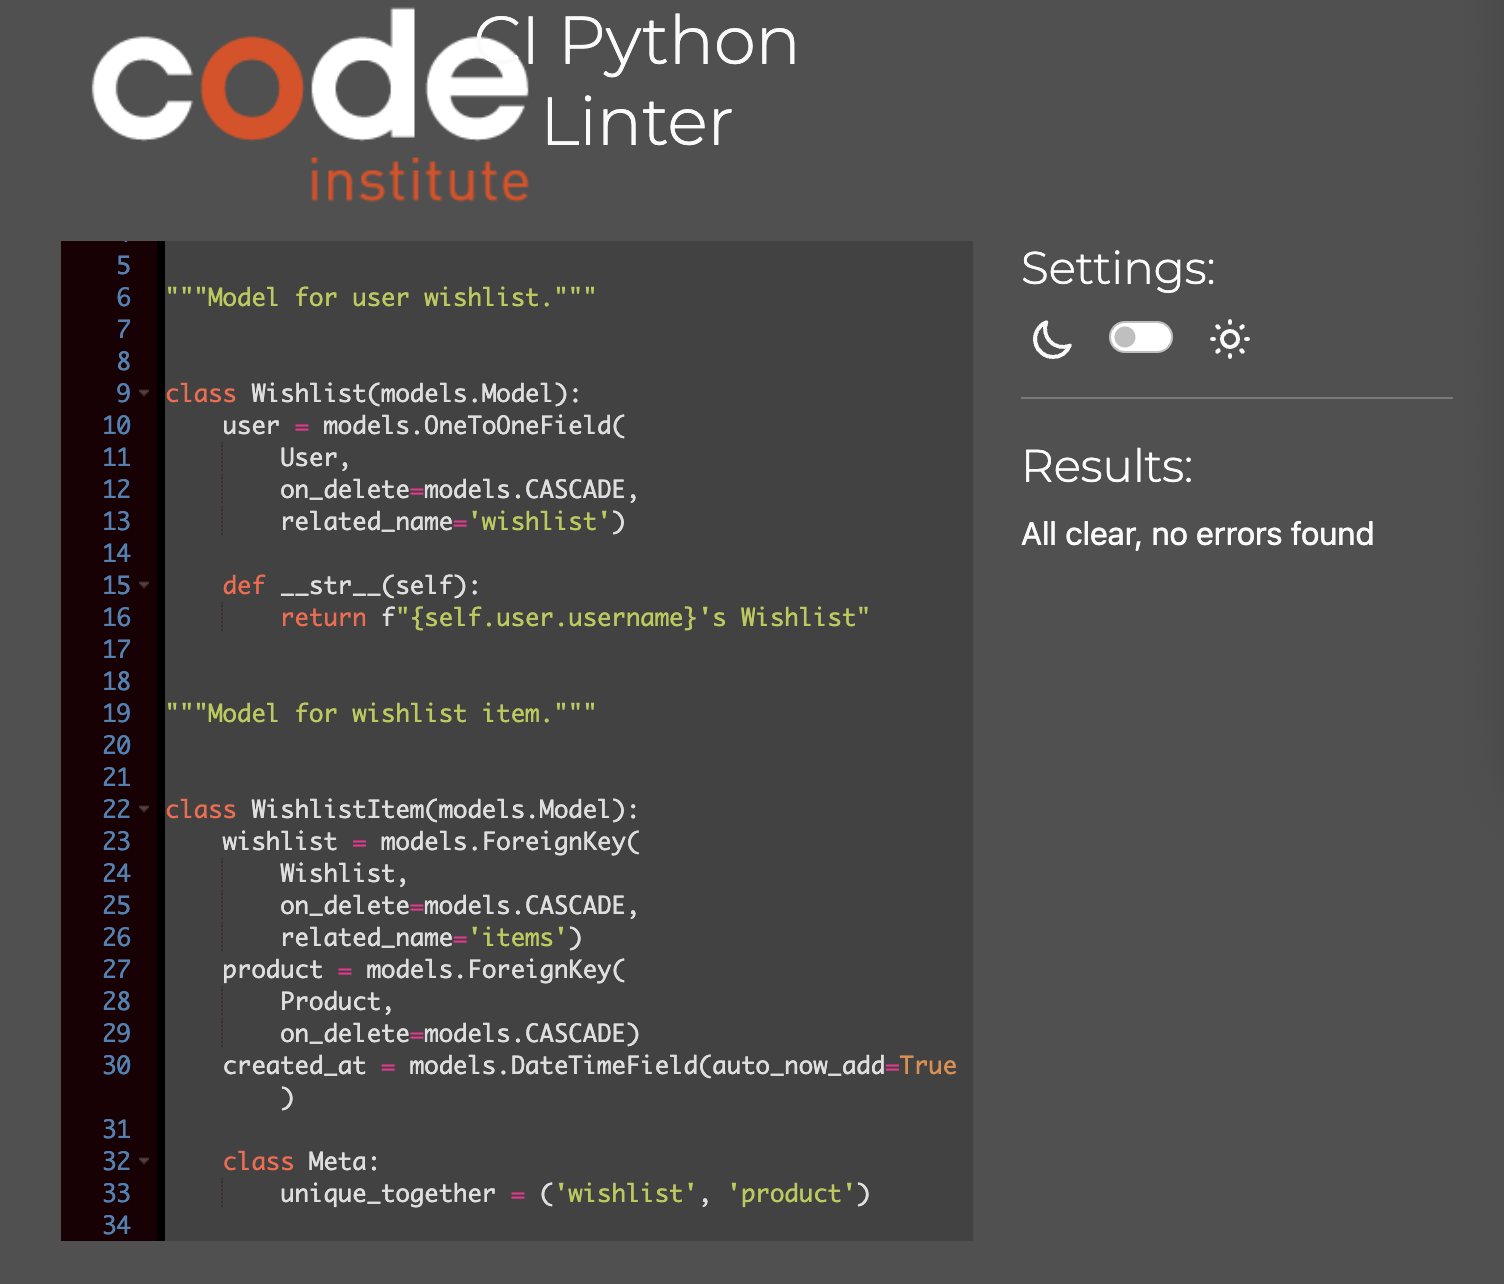 code
institute
CI Python
Linter
5
6 """Model for user wishlist."""
7
8
9 class Wishlist(models.Model):
10     user = models.OneToOneField(
11         User,
12         on_delete=models.CASCADE,
13         related_name='wishlist')
14
15     def __str__(self):
16         return f"{self.user.username}'s Wishlist"
17
18
19 """Model for wishlist item."""
20
21
22 class WishlistItem(models.Model):
23     wishlist = models.ForeignKey(
24         Wishlist,
25         on_delete=models.CASCADE,
26         related_name='items')
27     product = models.ForeignKey(
28         Product,
29         on_delete=models.CASCADE)
30     created_at = models.DateTimeField(auto_now_add=True
        )
31
32     class Meta:
33         unique_together = ('wishlist', 'product')
34
Settings:
Results:
All clear, no errors found